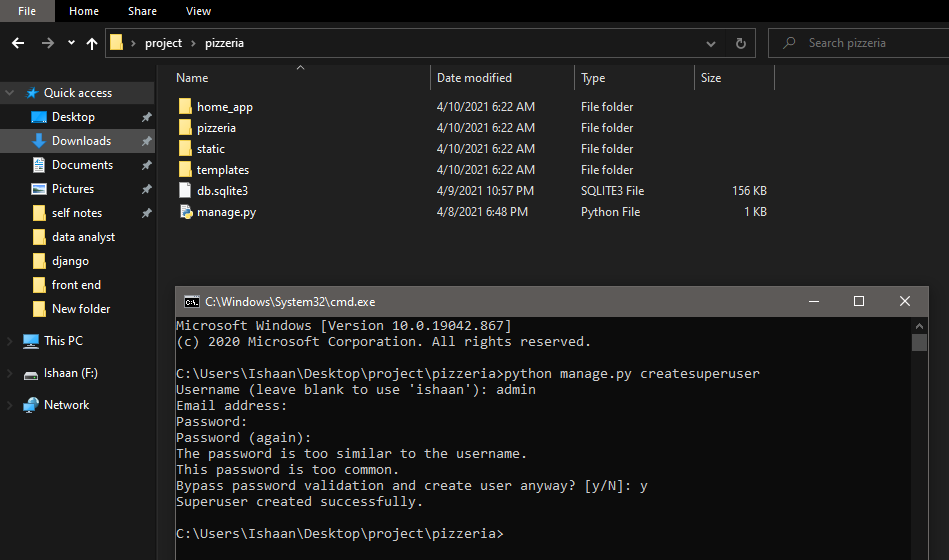 File Home Share View
project pizzeria Search pizzeria
Name Date modified Type Size
Quick access
Desktop
Downloads
Documents
Pictures
self notes
data analyst
django
front end
New folder
This PC
Ishaan (F:)
Network
home_app 4/10/2021 6:22 AM File folder
pizzeria 4/10/2021 6:22 AM File folder
static 4/10/2021 6:22 AM File folder
templates 4/10/2021 6:22 AM File folder
db.sqlite3 4/9/2021 10:57 PM SQLITE3 File 156 KB
manage.py 4/8/2021 6:48 PM Python File 1 KB
C:\Windows\System32\cmd.exe
Microsoft Windows [Version 10.0.19042.867]
(c) 2020 Microsoft Corporation. All rights reserved.
C:\Users\Ishaan\Desktop\project\pizzeria>python manage.py createsuperuser
Username (leave blank to use 'ishaan'): admin
Email address:
Password:
Password (again):
The password is too similar to the username.
This password is too common.
Bypass password validation and create user anyway? [y/N]: y
Superuser created successfully.
C:\Users\Ishaan\Desktop\project\pizzeria>